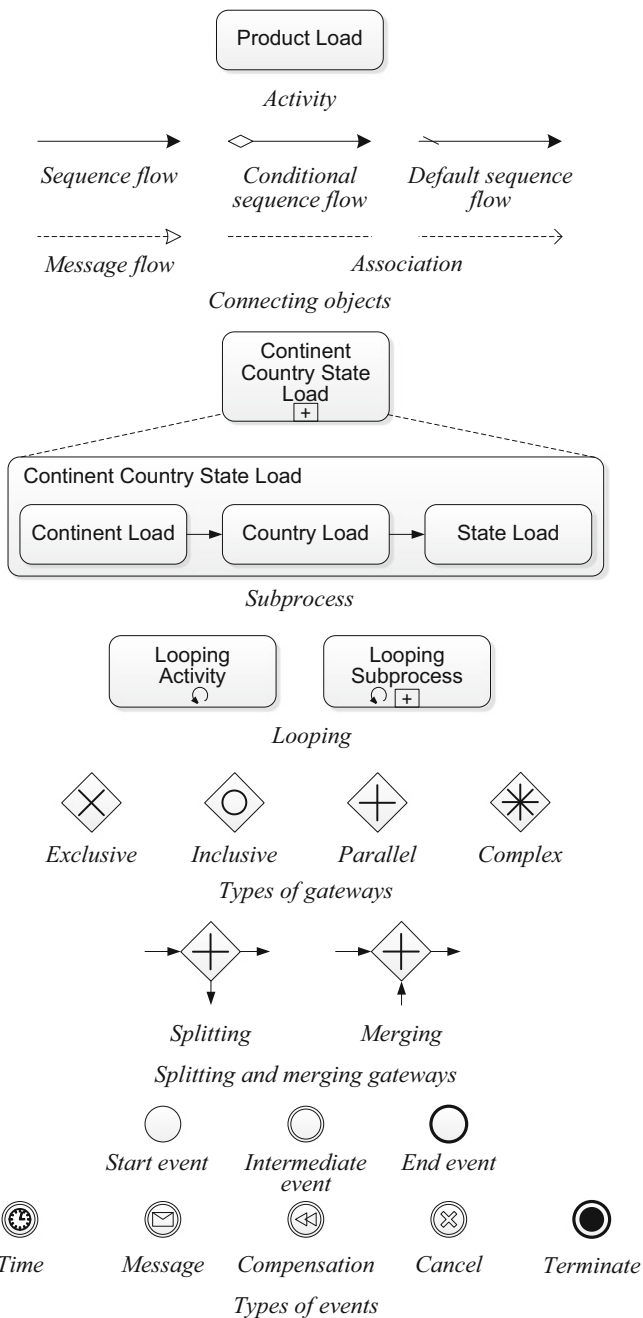 Product Load
Activity
Sequence flow
Conditional
sequence flow
Default sequence
flow
Message flow
Association
Connecting objects
Continent
Country State
Load
+
Continent Country State Load
Continent Load
Country Load
State Load
Subprocess
Looping
Activity
Looping
Subprocess
+
Looping
Exclusive
Inclusive
Parallel
Complex
Types of gateways
Splitting
Merging
Splitting and merging gateways
Start event
Intermediate
event
End event
Time
Message
Compensation
Cancel
Terminate
Types of events